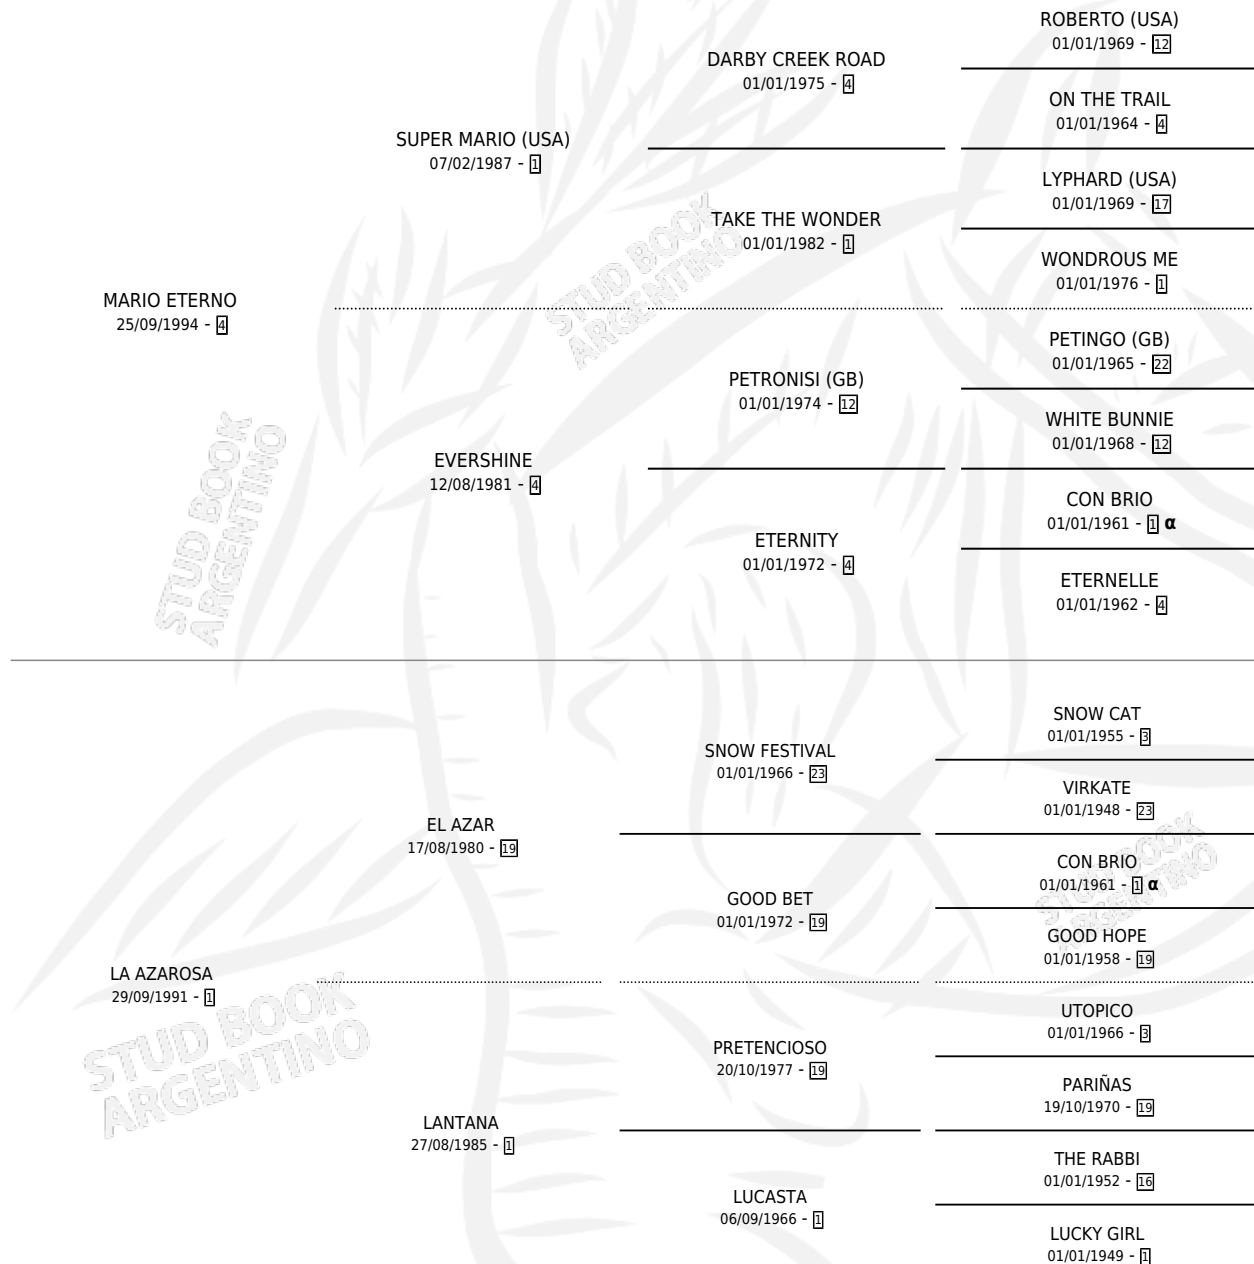 ROBERTO (USA)
01/01/1969 - 12
DARBY CREEK ROAD
01/01/1975 - 4
ON THE TRAIL
01/01/1964 - 4
SUPER MARIO (USA)
07/02/1987 - 1
LYPHARD (USA)
01/01/1969 - 17
TAKE THE WONDER
01/01/1982 - 1
WONDROUS ME
01/01/1976 - 1
MARIO ETERNO
25/09/1994 - 4
STUD BOOK
ARGENTINO
PETINGO (GB)
01/01/1965 - 22
PETRONISI (GB)
01/01/1974 - 12
WHITE BUNNIE
01/01/1968 - 12
EVERSHINE
12/08/1981 - 4
CON BRIO
01/01/1961 - 1 α
ETERNITY
01/01/1972 - 4
ETERNELLE
01/01/1962 - 4
STUD BOOK
ARGENTINO
SNOW CAT
01/01/1955 - 3
SNOW FESTIVAL
01/01/1966 - 23
VIRKATE
01/01/1948 - 23
EL AZAR
17/08/1980 - 19
CON BRIO
01/01/1961 - 1 α
GOOD BET
01/01/1972 - 19
GOOD HOPE
01/01/1958 - 19
STUD BOOK
ARGENTINO
LA AZAROSA
29/09/1991 - 1
UTOPICO
01/01/1966 - 3
PRETENCIOSO
20/10/1977 - 19
PARIÑAS
19/10/1970 - 19
LANTANA
27/08/1985 - 1
THE RABBI
01/01/1952 - 16
LUCASTA
06/09/1966 - 1
LUCKY GIRL
01/01/1949 - 1
STUD BOOK
ARGENTINO